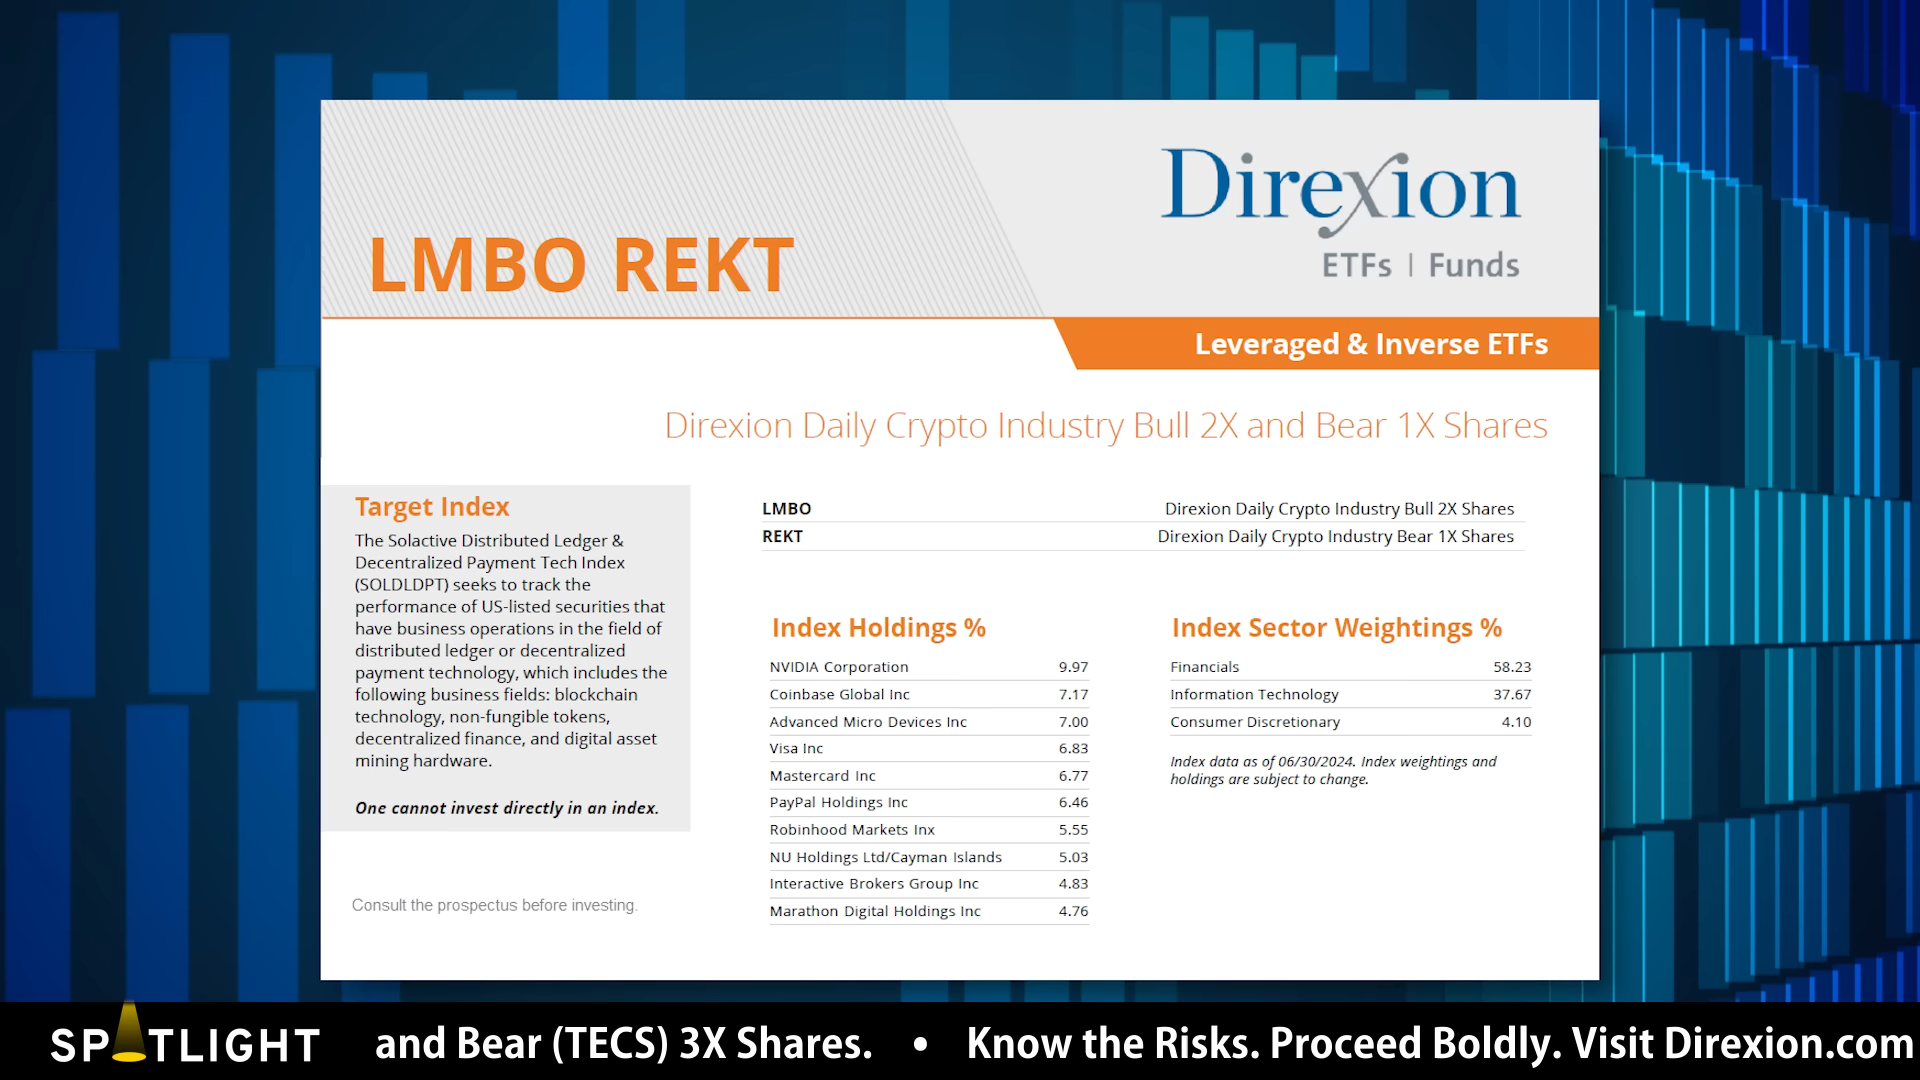 Direxion
ETFs | Funds
LMBO REKT
Leveraged & Inverse ETFs
Direxion Daily Crypto Industry Bull 2X and Bear 1X Shares
Target Index
The Solactive Distributed Ledger &
Decentralized Payment Tech Index
(SOLDLDPT) seeks to track the
performance of US-listed securities that
have business operations in the field of
distributed ledger or decentralized
payment technology, which includes the
following business fields: blockchain
technology, non-fungible tokens,
decentralized finance, and digital asset
mining hardware.
One cannot invest directly in an index.
Consult the prospectus before investing.
LMBO Direxion Daily Crypto Industry Bull 2X Shares
REKT Direxion Daily Crypto Industry Bear 1X Shares
Index Holdings %
NVIDIA Corporation 9.97
Coinbase Global Inc 7.17
Advanced Micro Devices Inc 7.00
Visa Inc 6.83
Mastercard Inc 6.77
PayPal Holdings Inc 6.46
Robinhood Markets Inx 5.55
NU Holdings Ltd/Cayman Islands 5.03
Interactive Brokers Group Inc 4.83
Marathon Digital Holdings Inc 4.76
Index Sector Weightings %
Financials 58.23
Information Technology 37.67
Consumer Discretionary 4.10
Index data as of 06/30/2024. Index weightings and
holdings are subject to change.
SPOTLIGHT and Bear (TECS) 3X Shares. • Know the Risks. Proceed Boldly. Visit Direxion.com